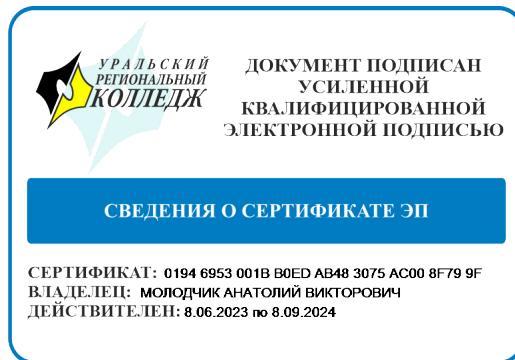 УРАЛЬСКИЙ
РЕГИОНАЛЬНЫЙ
КОЛЛЕДЖ
ДОКУМЕНТ ПОДПИСАН
УСИЛЕННОЙ
КВАЛИФИЦИРОВАННОЙ
ЭЛЕКТРОННОЙ ПОДПИСЬЮ
СВЕДЕНИЯ О СЕРТИФИКАТЕ ЭП
СЕРТИФИКАТ: 0194 6953 001B B0ED AB48 3075 AC00 8F79 9F
ВЛАДЕЛЕЦ: МОЛОДЧИК АНАТОЛИЙ ВИКТОРОВИЧ
ДЕЙСТВИТЕЛЕН: 8.06.2023 по 8.09.2024